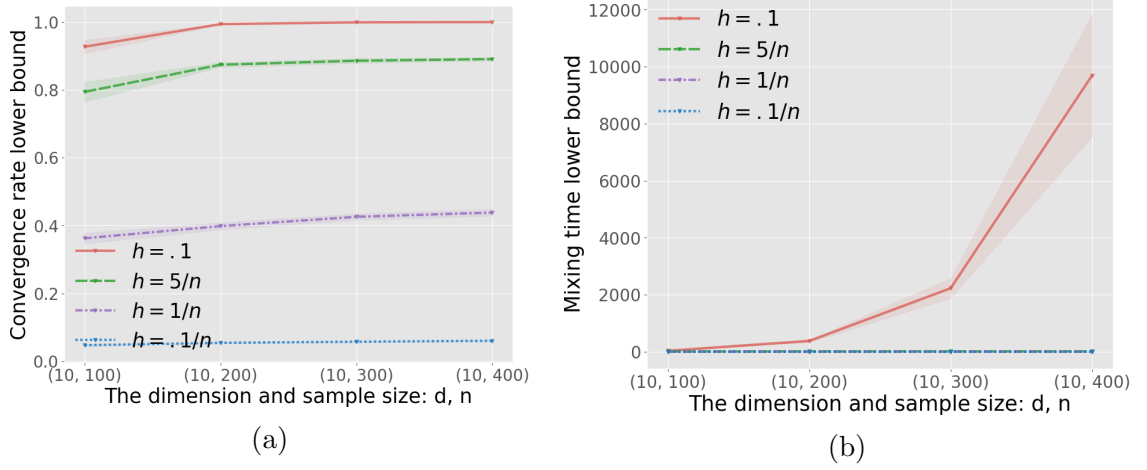 1.0
0.8
0.6
0.4
0.2
0.0
Convergence rate lower bound
h = .1
h = 5/n
h = 1/n
h = .1/n
(10, 100)
(10, 200)
(10, 300)
(10, 400)
The dimension and sample size: d, n
(a)
12000
10000
8000
6000
4000
2000
0
Mixing time lower bound
h = .1
h = 5/n
h = 1/n
h = .1/n
(10, 100)
(10, 200)
(10, 300)
(10, 400)
The dimension and sample size: d, n
(b)